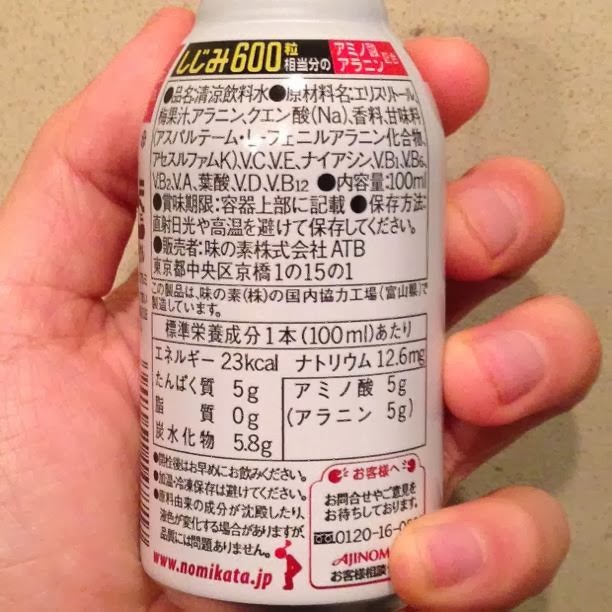 しじみ600粒
相当分の
アミノ酸
アラニン
●品名:清涼飲料水●原材料名:エリスリトール、
梅果汁、アラニン、クエン酸(Na)、香料、甘味料
(アスパルテーム・L-フェニルアラニン化合物、
アセスルファムK)、V.C、V.E、ナイアシン、V.B1、V.B6、
V.B2、V.A、葉酸、V.D、V.B12 ●内容量:100ml
●賞味期限:容器上部に記載 ●保存方法:
直射日光や高温を避けて保存してください。
●販売者:味の素株式会社 ATB
東京都中央区京橋1の15の1
この製品は、味の素(株)の国内協力工場(富山県)で
製造しています。
標準栄養成分1本(100ml)あたり
エネルギー 23kcal ナトリウム 12.6mg
たんぱく質 5g
脂質 0g
炭水化物 5.8g
アミノ酸 5g
(アラニン 5g)
●開栓後はお早めにお飲みください。
●加温・冷凍保存は避けてください。
●原料由来の成分が沈殿したり、
液色が変化する場合がありますが、
品質には問題ありません。
www.nomikata.jp
お客様へ
お問合せやご意見を
お待ちしております。
0120-16-0
AJINOM
お客様相談